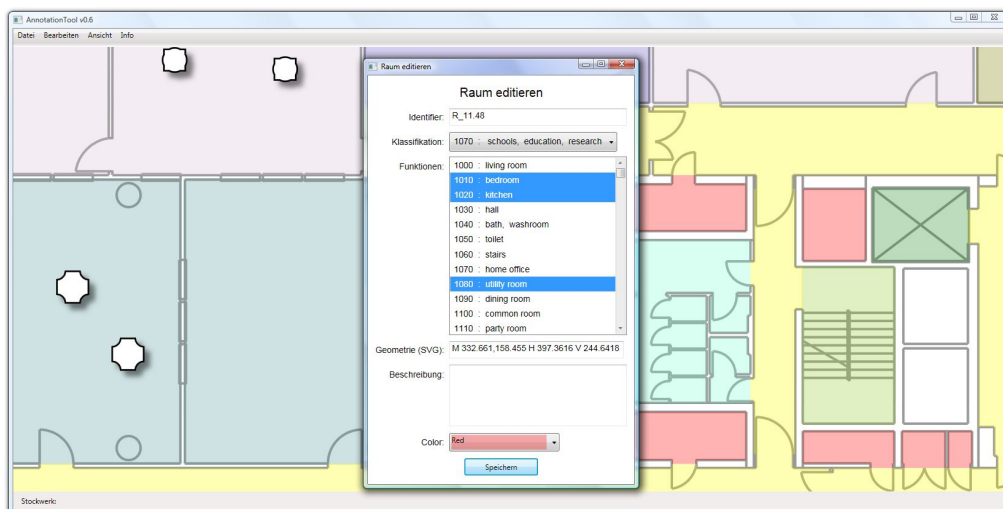 AnnotationTool v0.6
Datei Bearbeiten Ansicht Info
Raum editieren
Raum editieren
Identifier: R_11.48
Klassifikation: 1070 : schools, education, research
Funktionen: 1000 : living room
1010 : bedroom
1020 : kitchen
1030 : hall
1040 : bath, washroom
1050 : toilet
1060 : stairs
1070 : home office
1080 : utility room
1090 : dining room
1100 : common room
1110 : party room
Geometrie (SVG): M 332.661,158.455 H 397.3616 V 244.6418
Beschreibung:
Color: Red
Speichern
Stockwerk: